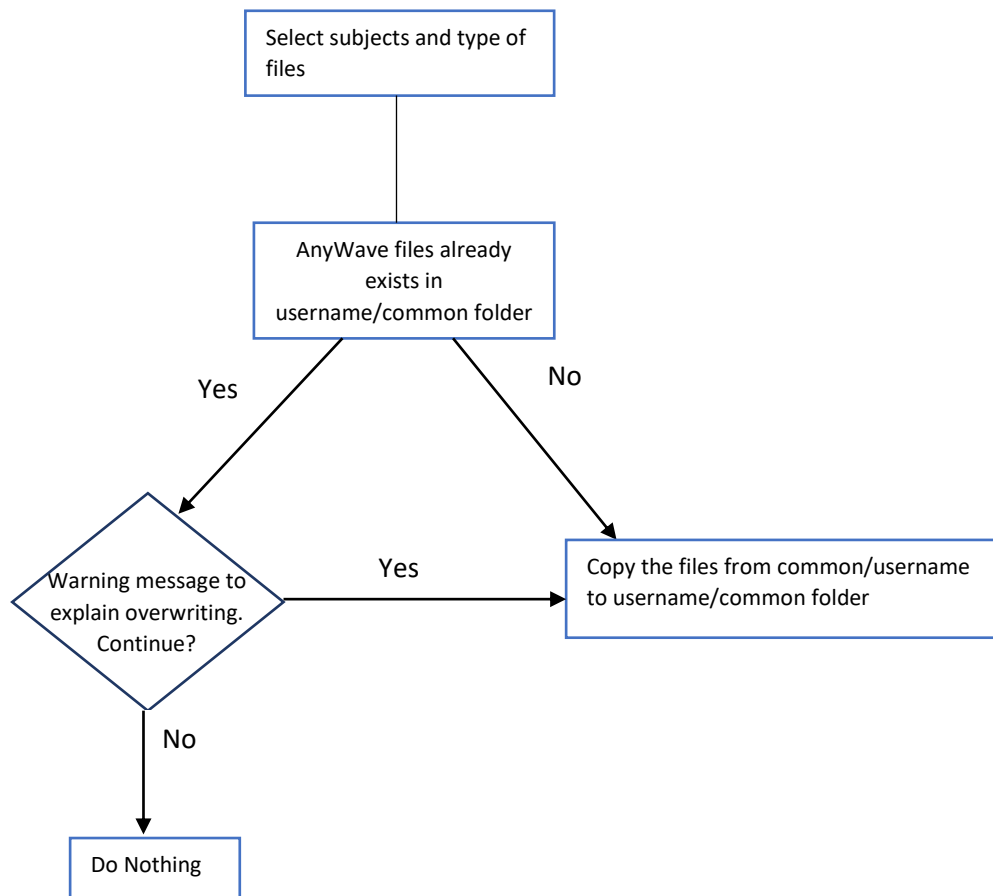 Select subjects and type of
files
AnyWave files already
exists in
username/common folder
Yes
No
Warning message to
explain overwriting.
Continue?
Yes
Copy the files from common/username
to username/common folder
No
Do Nothing